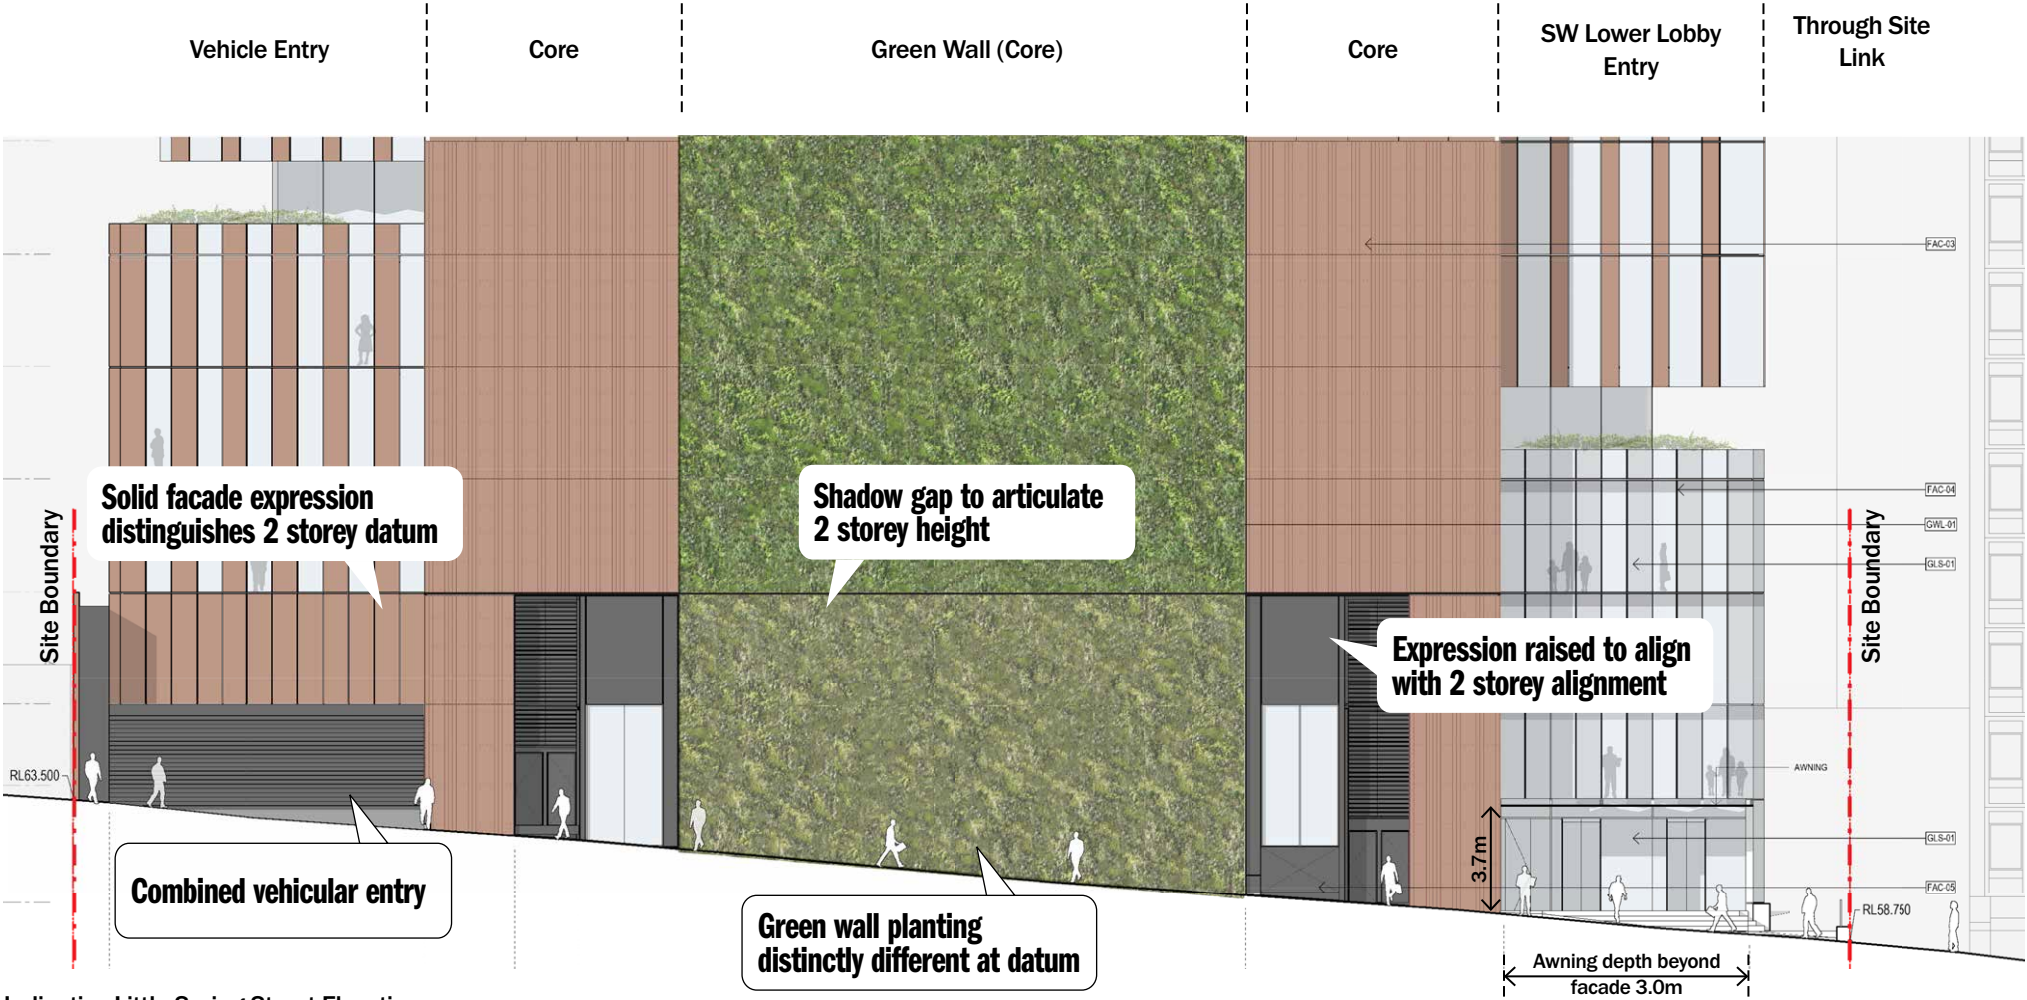 Vehicle Entry
Core
Green Wall (Core)
Core
SW Lower Lobby
Entry
Through Site
Link
FAC-03
Solid facade expression
distinguishes 2 storey datum
Shadow gap to articulate
2 storey height
FAC-04
GWL-01
GLS-01
Site Boundary
Site Boundary
Expression raised to align
with 2 storey alignment
RL63.500
AWNING
3.7m
GLS-01
Combined vehicular entry
FAC-05
RL58.750
Green wall planting
distinctly different at datum
Awning depth beyond
facade 3.0m